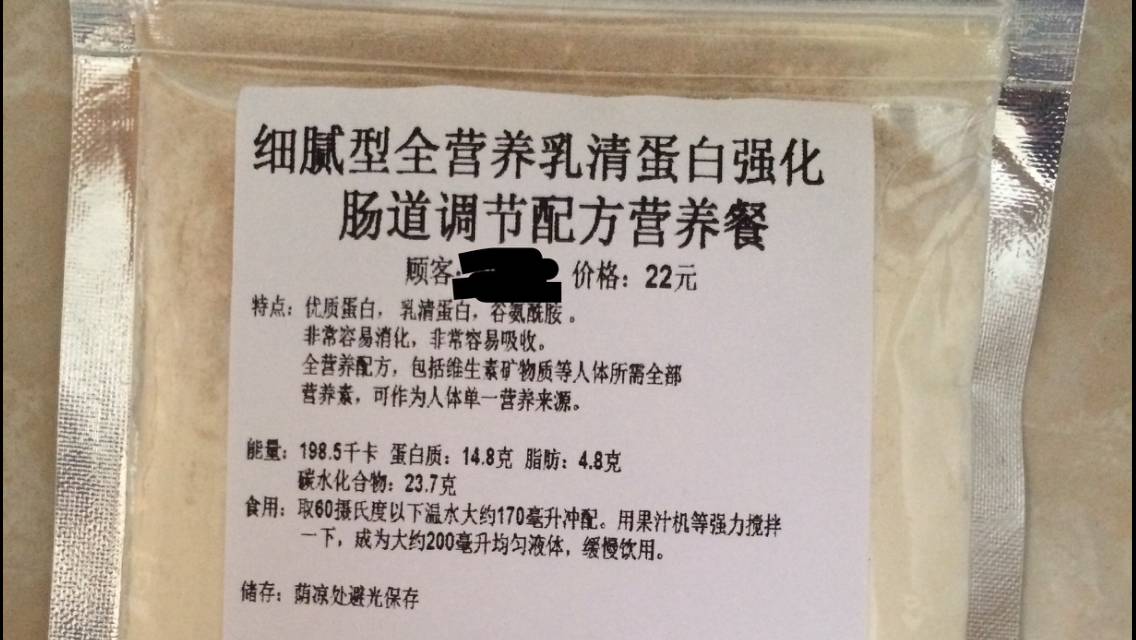 细腻型全营养乳清蛋白强化
肠道调节配方营养餐
顾客: 价格：22元
特点：优质蛋白，乳清蛋白，谷氨酰胺。
非常容易消化，非常容易吸收。
全营养配方，包括维生素矿物质等人体所需全部
营养素，可作为人体单一营养来源。
能量：198.5千卡 蛋白质：14.8克 脂肪：4.8克
碳水化合物：23.7克
食用：取60摄氏度以下温水大约170毫升冲配。用果汁机等强力搅拌
一下，成为大约200毫升均匀液体，缓慢饮用。
储存：荫凉处避光保存